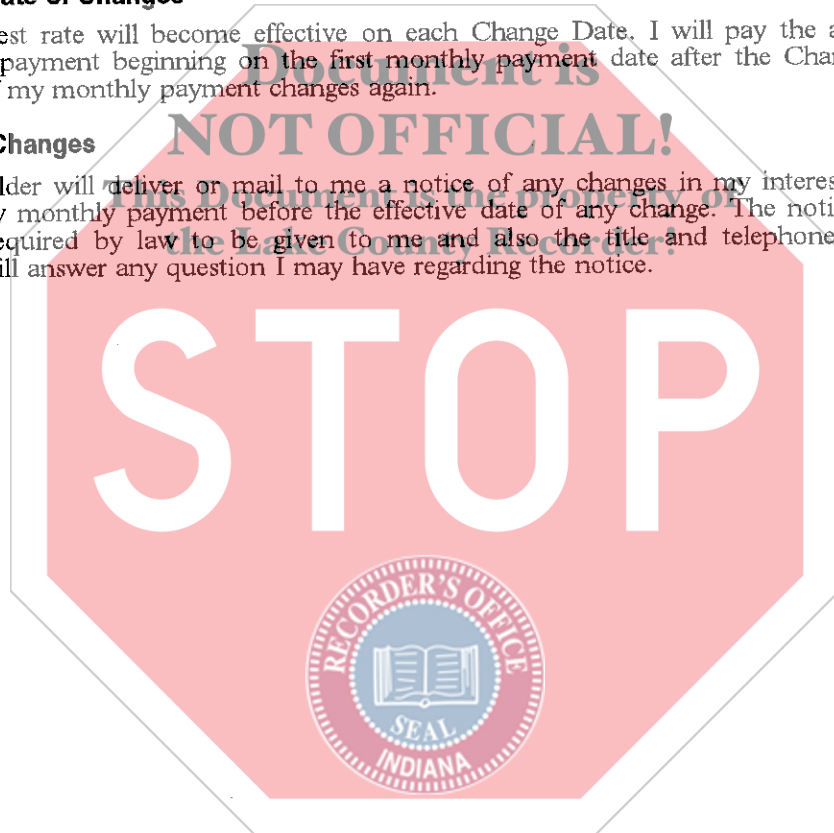 est rate will become effective on each Change Date. I will pay the
payment beginning on the first monthly payment date after the
my monthly payment changes again.
Changes
lder will deliver or mail to me a notice of any changes in my
monthly payment before the effective date of any change. The
equired by law to be given to me and also the title and telephone
ill answer any question I may have regarding the notice.
Document is
NOT OFFICIAL!
This Document is the property of
the Lake County Recorder!
STOP
RECORDER'S OFFICE
SEAL
INDIANA